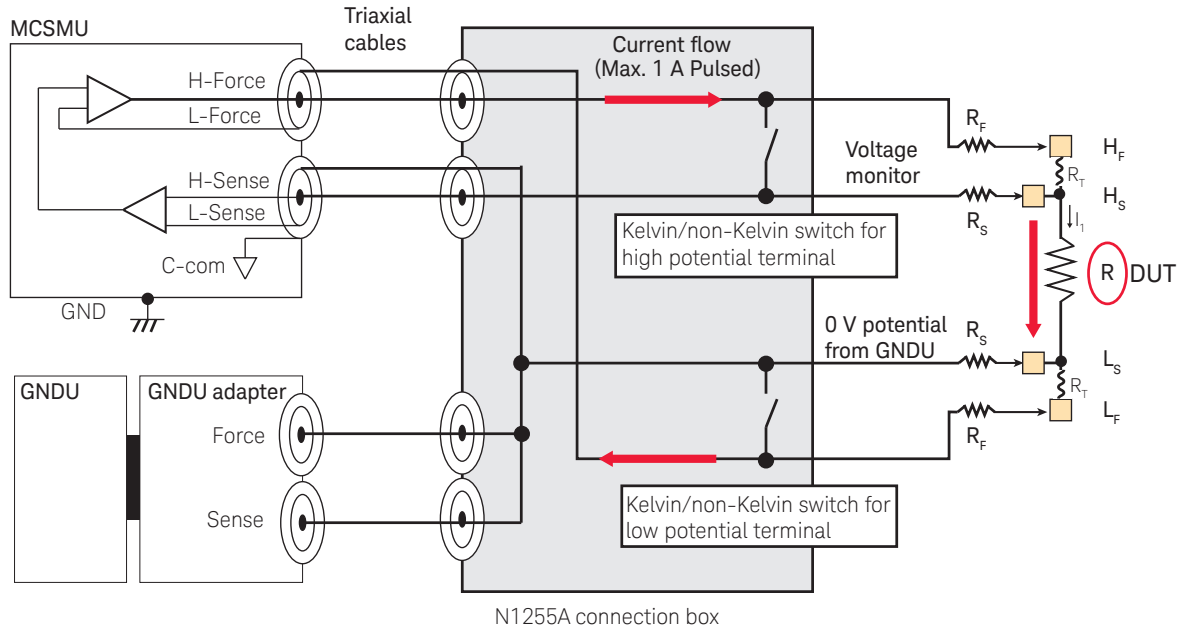 MCSMU
Triaxial
cables
H-Force
L-Force
H-Sense
L-Sense
C-com
GND
GNDU
GNDU adapter
Force
Sense
Current flow
(Max. 1 A Pulsed)
Voltage
monitor
Kelvin/non-Kelvin switch for
high potential terminal
0 V potential
from GNDU
Kelvin/non-Kelvin switch for
low potential terminal
N1255A connection box
R_F
H_F
R_T
H_S
R_S
I_1
R DUT
R_S
L_S
R_T
L_F
R_F